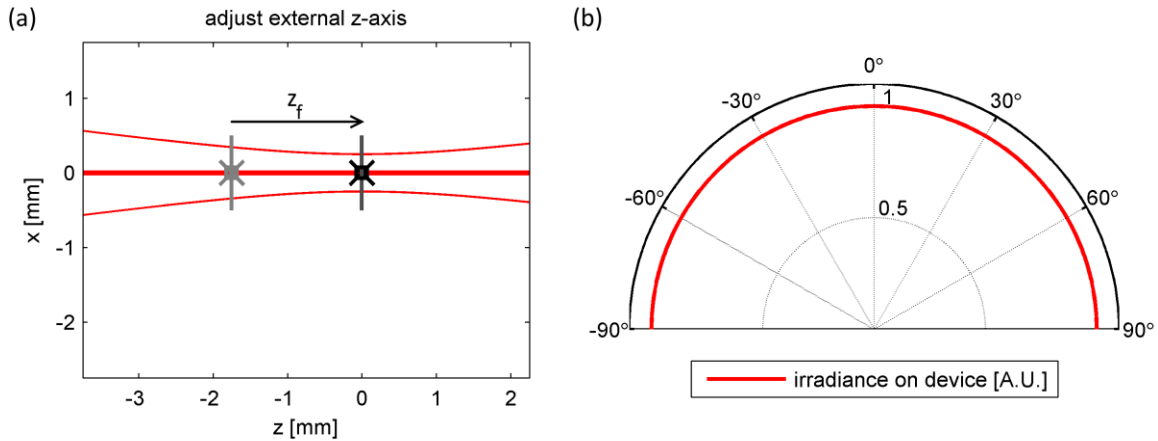 (a)
adjust external z-axis
z_f
1
0
-1
-2
x [mm]
-3
-2
-1
0
1
2
z [mm]
(b)
0°
-30°
30°
1
-60°
60°
0.5
-90°
90°
irradiance on device [A.U.]